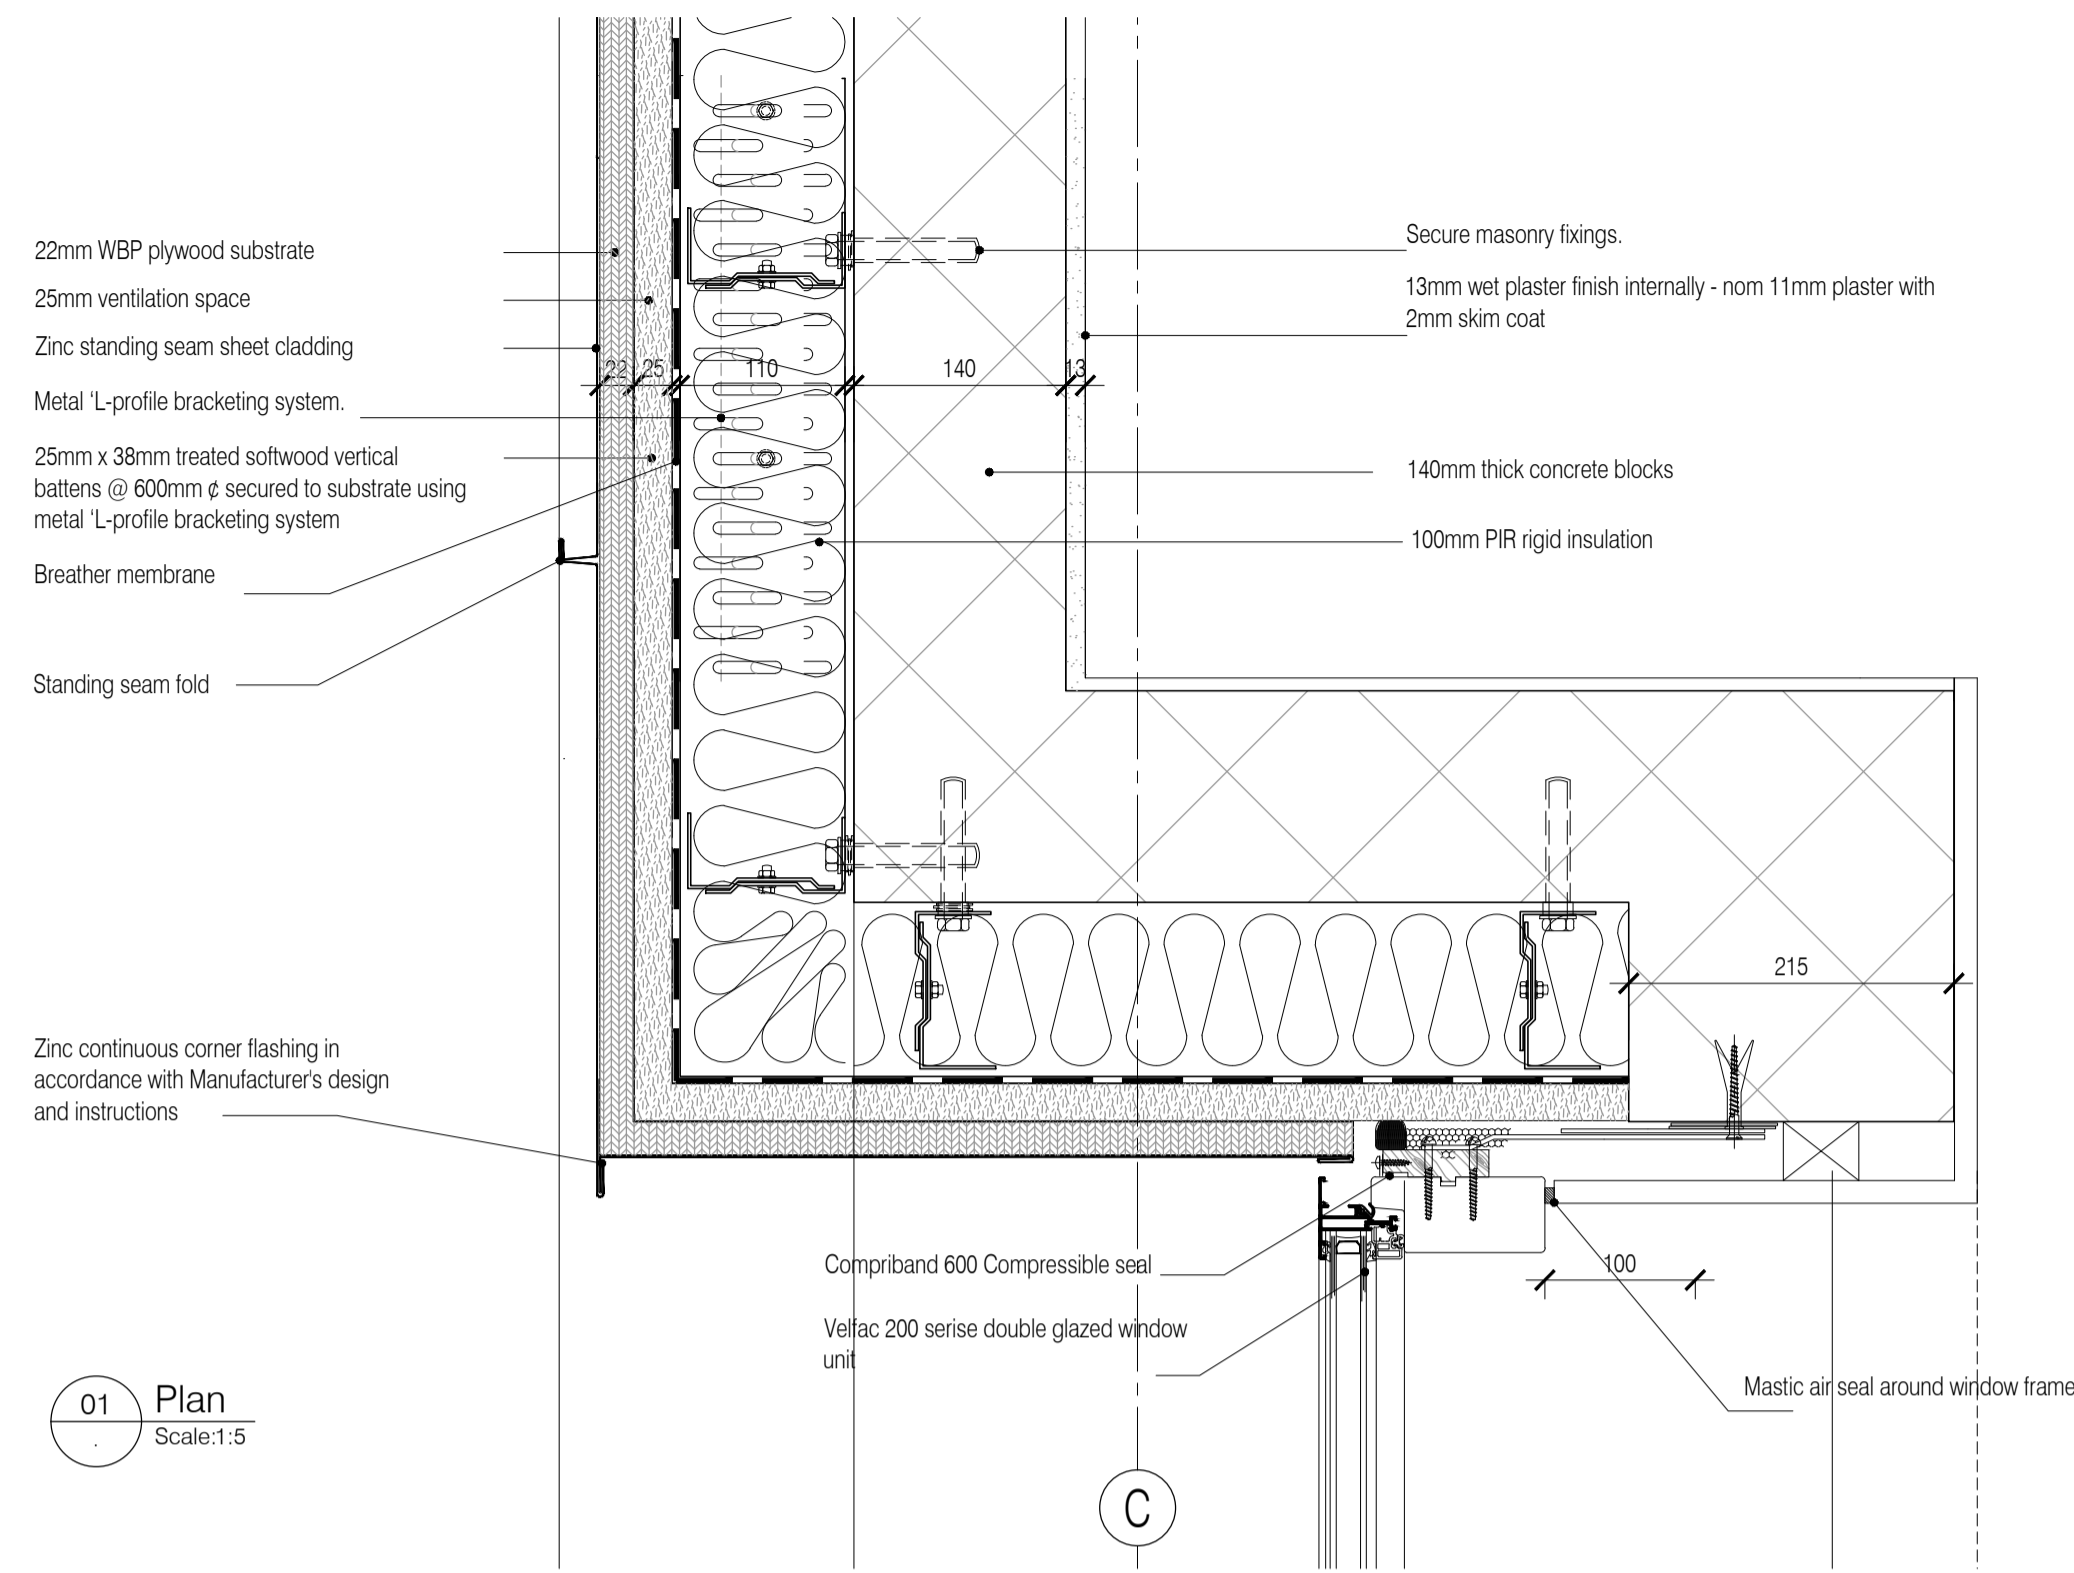 22mm WBP plywood substrate
25mm ventilation space
Zinc standing seam sheet cladding
Metal ‘L-profile bracketing system.
25mm x 38mm treated softwood vertical
battens @ 600mm ¢ secured to substrate using
metal ‘L-profile bracketing system
Breather membrane
Standing seam fold
Zinc continuous corner flashing in
accordance with Manufacturer's design
and instructions
22 25 110 140 13
Secure masonry fixings.
13mm wet plaster finish internally - nom 11mm plaster with
2mm skim coat
140mm thick concrete blocks
100mm PIR rigid insulation
215
Compriband 600 Compressible seal
Velfac 200 serise double glazed window
unit
100
Mastic air seal around window frame
01
Plan
Scale:1:5
C